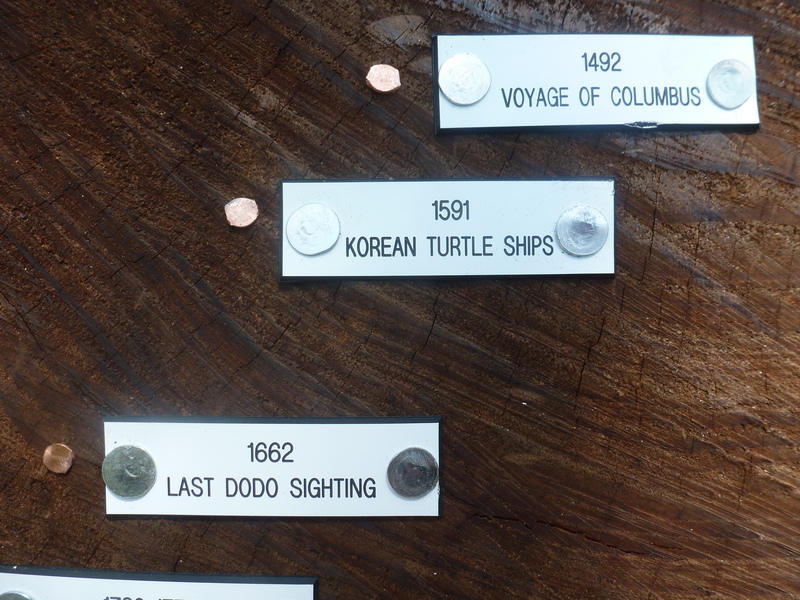 1492
VOYAGE OF COLUMBUS
1591
KOREAN TURTLE SHIPS
1662
LAST DODO SIGHTING